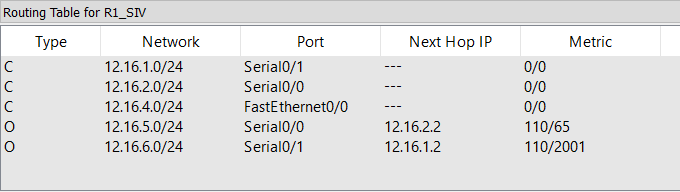 Routing Table for R1_SIV
Type Network Port Next Hop IP Metric
C 12.16.1.0/24 Serial0/1 --- 0/0
C 12.16.2.0/24 Serial0/0 --- 0/0
C 12.16.4.0/24 FastEthernet0/0 --- 0/0
O 12.16.5.0/24 Serial0/0 12.16.2.2 110/65
O 12.16.6.0/24 Serial0/1 12.16.1.2 110/2001